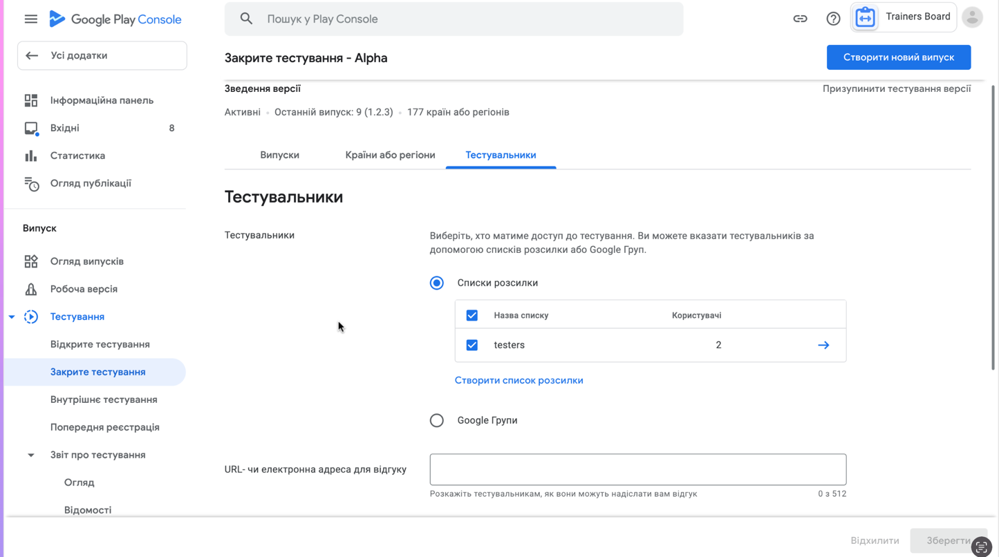 Google Play Console
Пошук у Play Console
Trainers Board
Усі додатки
Закрите тестування - Alpha
Створити новий випуск
Зведення версії
Призупинити тестування версії
Активні • Останній випуск: 9 (1.2.3) • 177 країн або регіонів
Інформаційна панель
Вхідні 8
Статистика
Огляд публікації
Випуск
Огляд випусків
Робоча версія
Тестування
Відкрите тестування
Закрите тестування
Внутрішнє тестування
Попередня реєстрація
Звіт про тестування
Огляд
Відомості
Випуски Країни або регіони Тестувальники
Тестувальники
Тестувальники
Виберіть, хто матиме доступ до тестування. Ви можете вказати тестувальників за
допомогою списків розсилки або Google Груп.
Списки розсилки
Назва списку Користувачі
testers 2
Створити список розсилки
Google Групи
URL- чи електронна адреса для відгуку
Розкажіть тестувальникам, як вони можуть надіслати вам відгук 0 з 512
Відхилити Зберегти